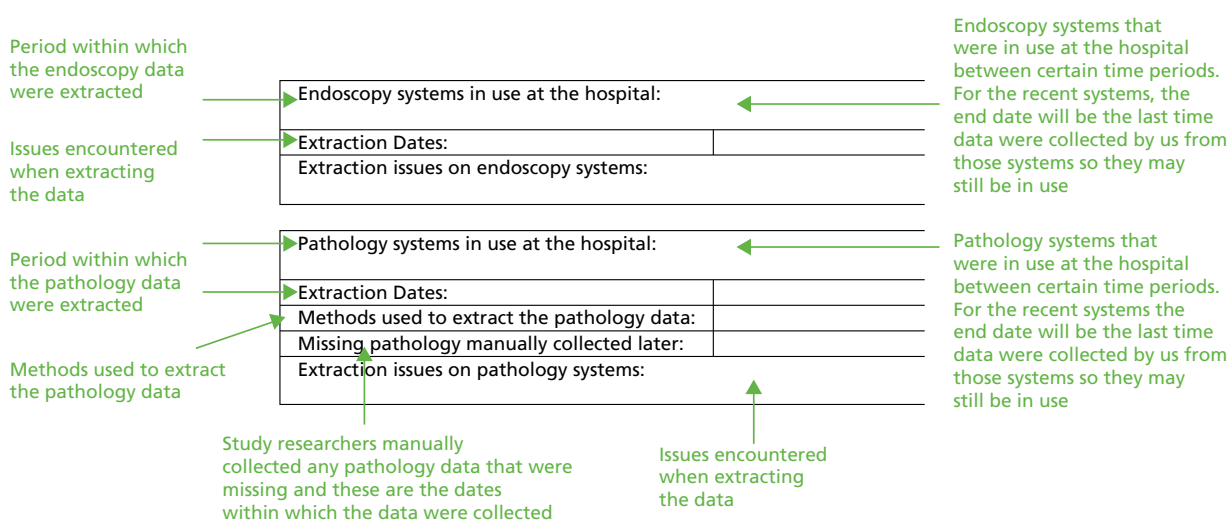 Period within which
the endoscopy data
were extracted
Issues encountered
when extracting
the data
Endoscopy systems in use at the hospital:
Extraction Dates:
Extraction issues on endoscopy systems:
Endoscopy systems that
were in use at the hospital
between certain time periods.
For the recent systems, the
end date will be the last time
data were collected by us from
those systems so they may
still be in use
Period within which
the pathology data
were extracted
Methods used to extract
the pathology data
Pathology systems in use at the hospital:
Extraction Dates:
Methods used to extract the pathology data:
Missing pathology manually collected later:
Extraction issues on pathology systems:
Pathology systems that
were in use at the hospital
between certain time periods.
For the recent systems the
end date will be the last time
data were collected by us from
those systems so they may
still be in use
Study researchers manually
collected any pathology data that were
missing and these are the dates
within which the data were collected
Issues encountered
when extracting
the data